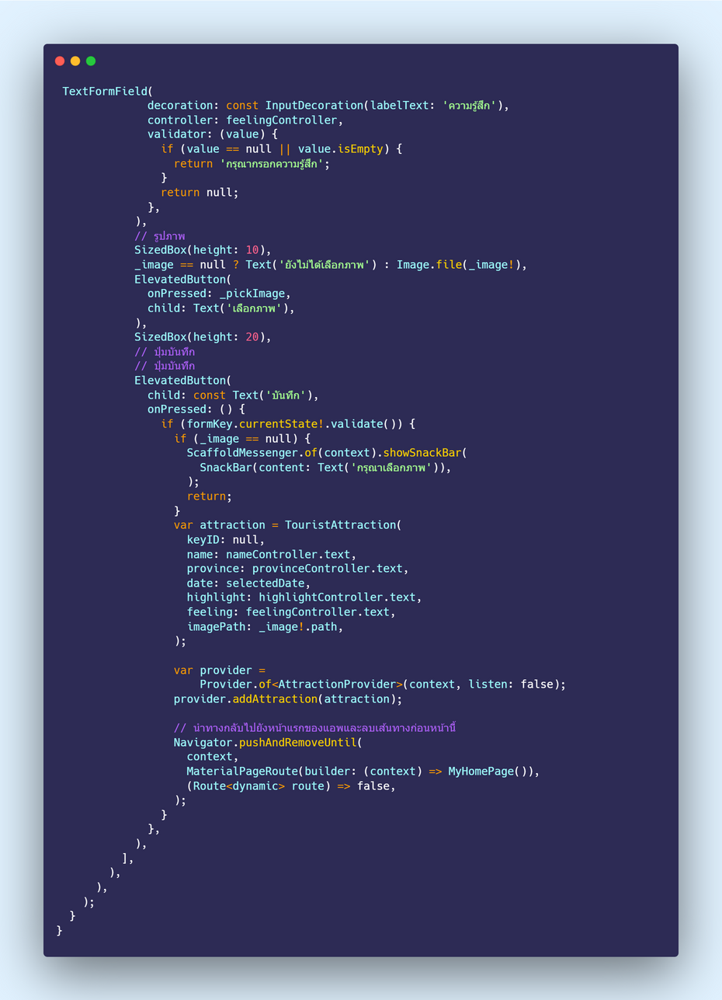 TextFormField(
decoration: const InputDecoration(labelText: 'ความรู้สึก'),
controller: feelingController,
validator: (value) {
if (value == null || value.isEmpty) {
return 'กรุณากรอกความรู้สึก';
}
return null;
},
),
// รูปภาพ
SizedBox(height: 10),
_image == null ? Text('ยังไม่ได้เลือกภาพ') : Image.file(_image!),
ElevatedButton(
onPressed: _pickImage,
child: Text('เลือกภาพ'),
),
SizedBox(height: 20),
// ปุ่มบันทึก
// ปุ่มบันทึก
ElevatedButton(
child: const Text('บันทึก'),
onPressed: () {
if (formKey.currentState!.validate()) {
if (_image == null) {
ScaffoldMessenger.of(context).showSnackBar(
SnackBar(content: Text('กรุณาเลือกภาพ')),
);
return;
}
var attraction = TouristAttraction(
keyID: null,
name: nameController.text,
province: provinceController.text,
date: selectedDate,
highlight: highlightController.text,
feeling: feelingController.text,
imagePath: _image!.path,
);
var provider =
Provider.of<AttractionProvider>(context, listen: false);
provider.addAttraction(attraction);
// นำทางกลับไปยังหน้าแรกของแอพและลบเส้นทางก่อนหน้านี้
Navigator.pushAndRemoveUntil(
context,
MaterialPageRoute(builder: (context) => MyHomePage()),
(Route<dynamic> route) => false,
);
}
},
),
],
),
),
);
}
}